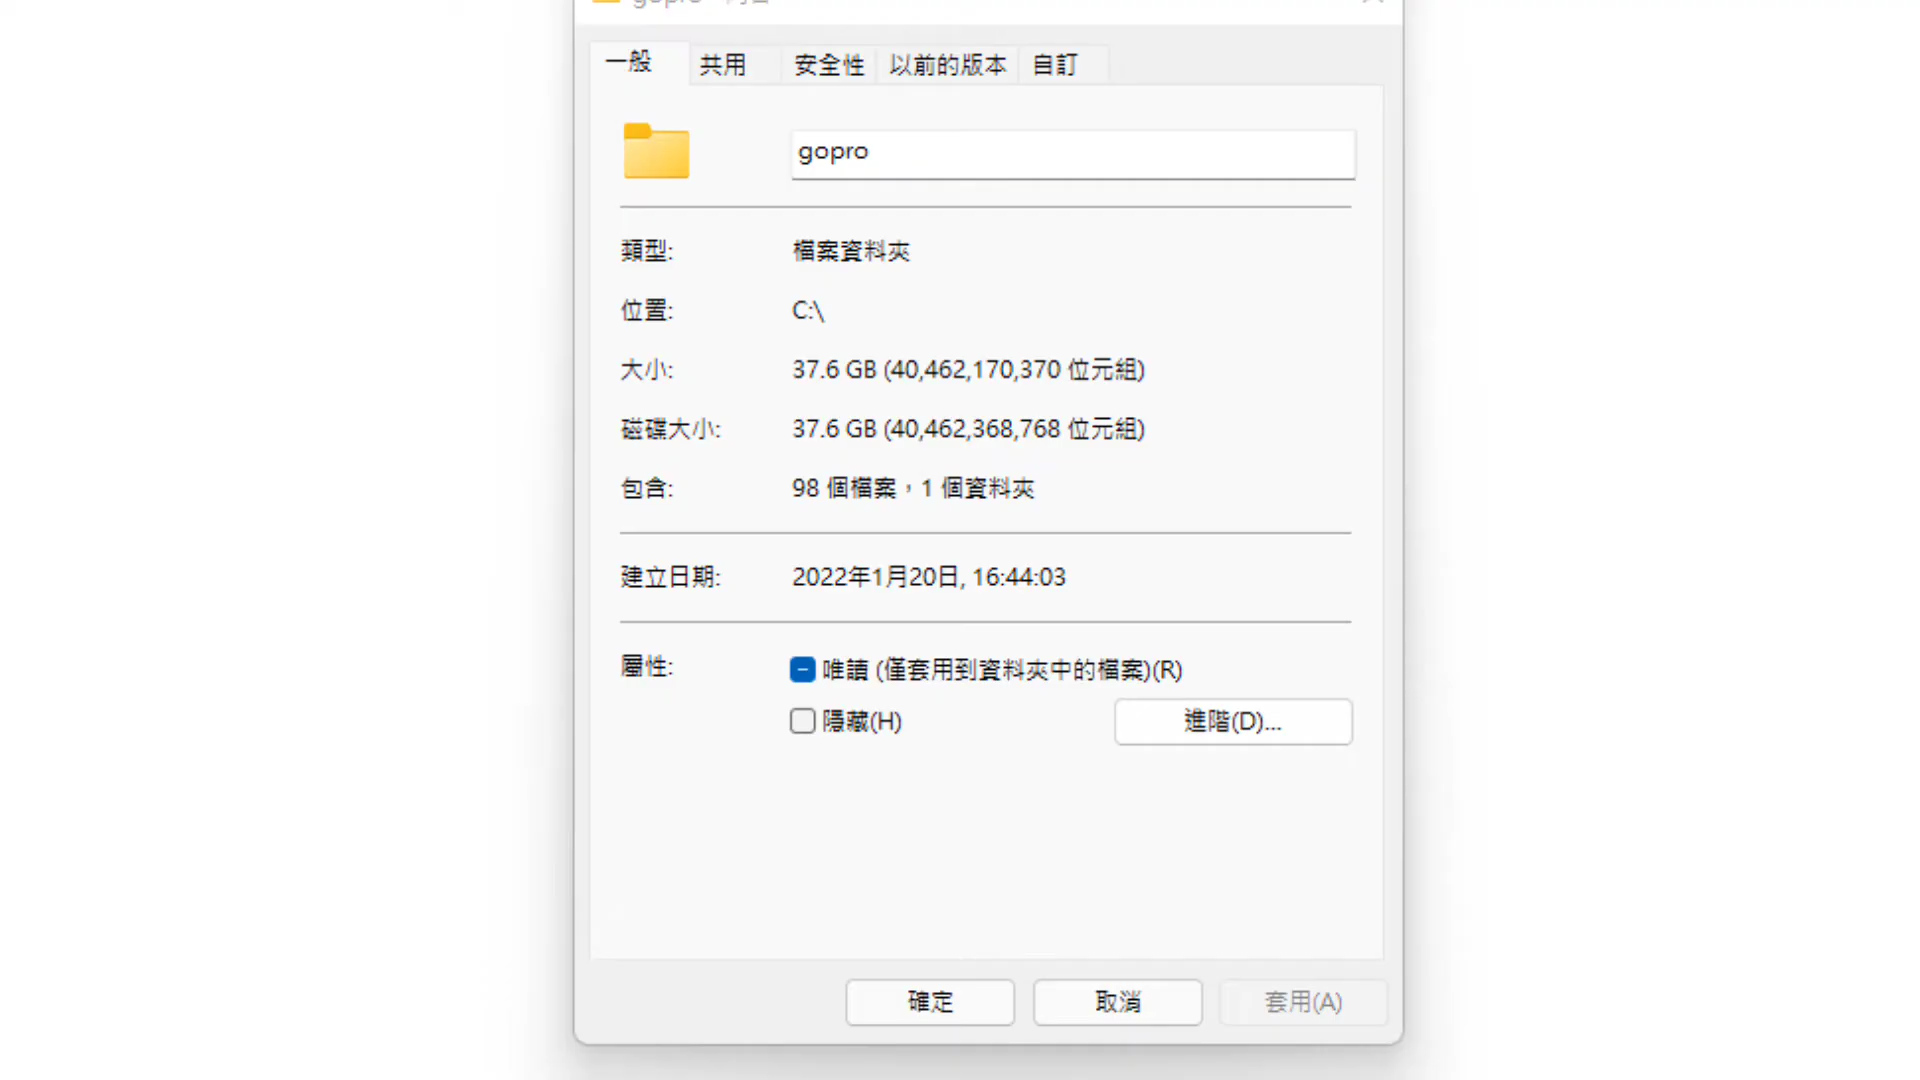 一般 共用 安全性 以前的版本 自訂
gopro
類型: 檔案資料夾
位置: C:\
大小: 37.6 GB (40,462,170,370 位元組)
磁碟大小: 37.6 GB (40,462,368,768 位元組)
包含: 98 個檔案，1 個資料夾
建立日期: 2022年1月20日, 16:44:03
屬性: 唯讀 (僅套用到資料夾中的檔案)(R)
隱藏(H) 進階(D)...
確定 取消 套用(A)